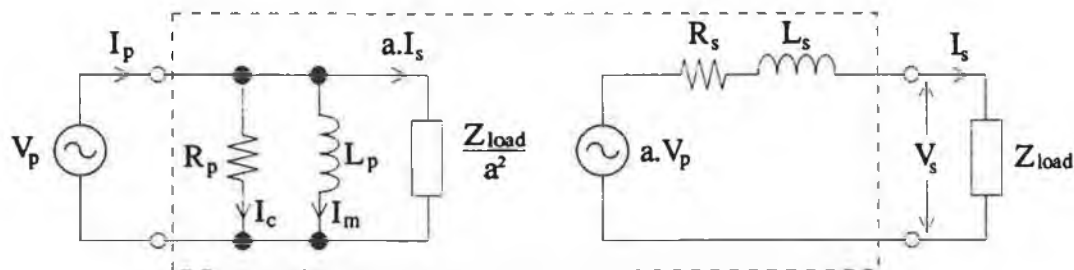 I_p
a.I_s
R_s
L_s
I_s
V_p
R_p
L_p
Z_load
a²
a.V_p
V_s
Z_load
I_c
I_m